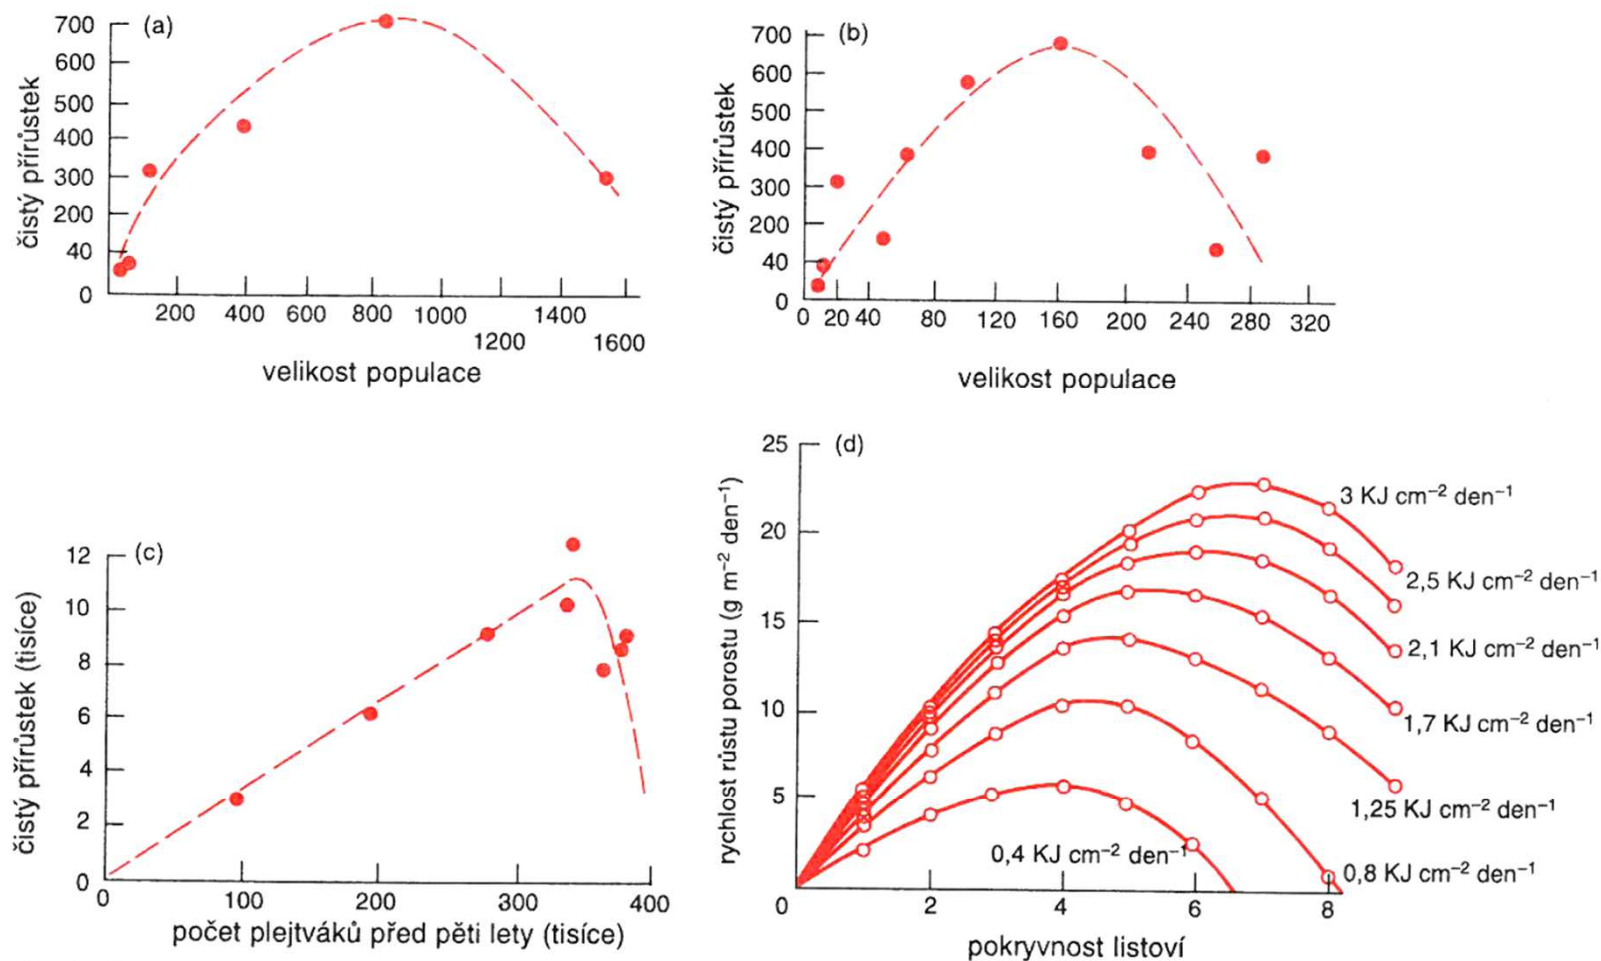 (a)
700
600
500
400
300
200
40
0
čistý přírůstek
200 400 600 800 1000 1400
1200 1600
velikost populace
(b)
700
600
500
400
300
200
40
0
čistý přírůstek
0 20 40 80 120 160 200 240 280 320
velikost populace
(c)
12
10
8
6
4
2
0
čistý přírůstek (tisíce)
100 200 300 400
počet plejtváků před pěti lety (tisíce)
(d)
25
20
15
10
5
rychlost růstu porostu (g m⁻² den⁻¹)
3 KJ cm⁻² den⁻¹
2,5 KJ cm⁻² den⁻¹
2,1 KJ cm⁻² den⁻¹
1,7 KJ cm⁻² den⁻¹
1,25 KJ cm⁻² den⁻¹
0,4 KJ cm⁻² den⁻¹
0,8 KJ cm⁻² den⁻¹
0 2 4 6 8
pokryvnost listoví